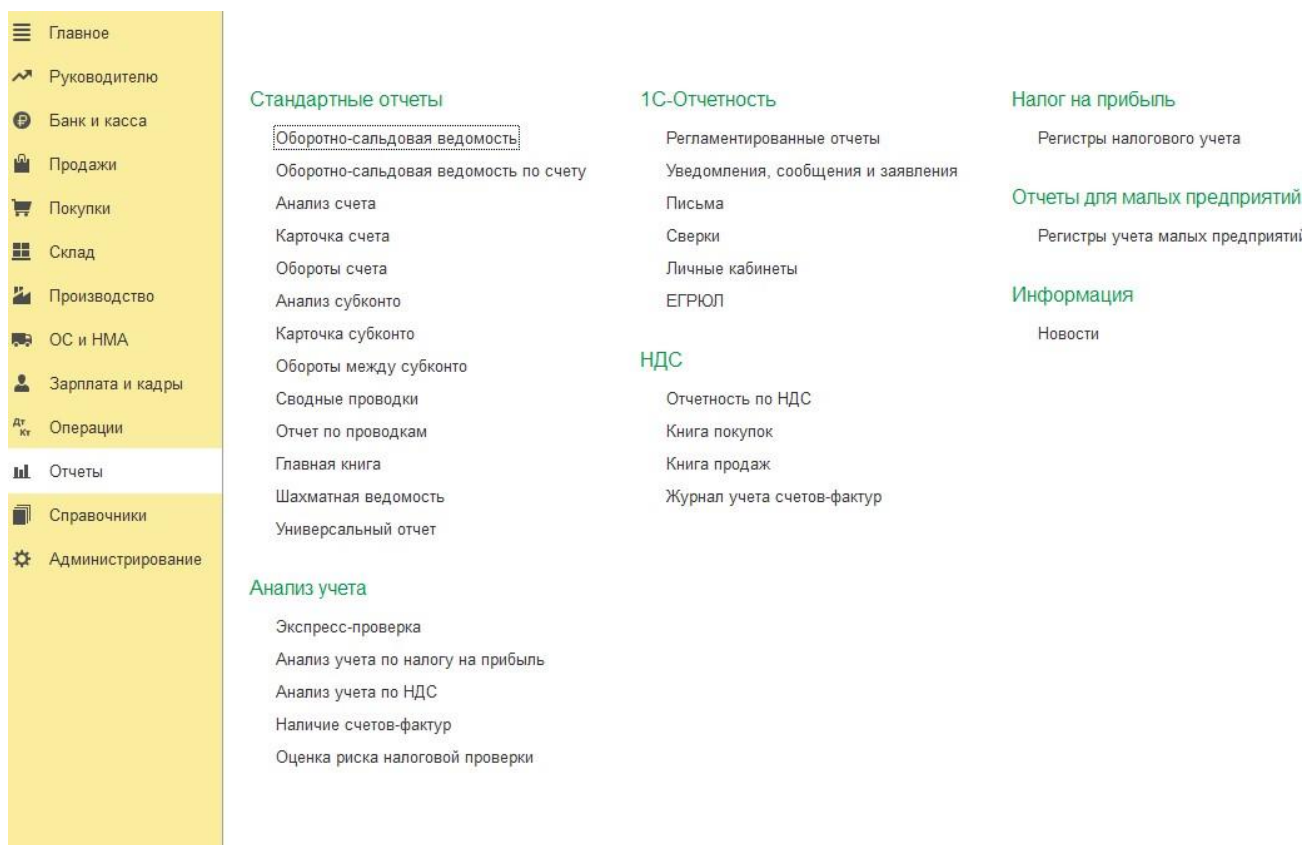 Главное
Руководителю
Банк и касса
Продажи
Покупки
Склад
Производство
ОС и НМА
Зарплата и кадры
Дт Кт Операции
Отчеты
Справочники
Администрирование
Стандартные отчеты
Оборотно-сальдовая ведомость
Оборотно-сальдовая ведомость по счету
Анализ счета
Карточка счета
Обороты счета
Анализ субконто
Карточка субконто
Обороты между субконто
Сводные проводки
Отчет по проводкам
Главная книга
Шахматная ведомость
Универсальный отчет
Анализ учета
Экспресс-проверка
Анализ учета по налогу на прибыль
Анализ учета по НДС
Наличие счетов-фактур
Оценка риска налоговой проверки
1С-Отчетность
Регламентированные отчеты
Уведомления, сообщения и заявления
Письма
Сверки
Личные кабинеты
ЕГРЮЛ
НДС
Отчетность по НДС
Книга покупок
Книга продаж
Журнал учета счетов-фактур
Налог на прибыль
Регистры налогового учета
Отчеты для малых предприятий
Регистры учета малых предприятий
Информация
Новости